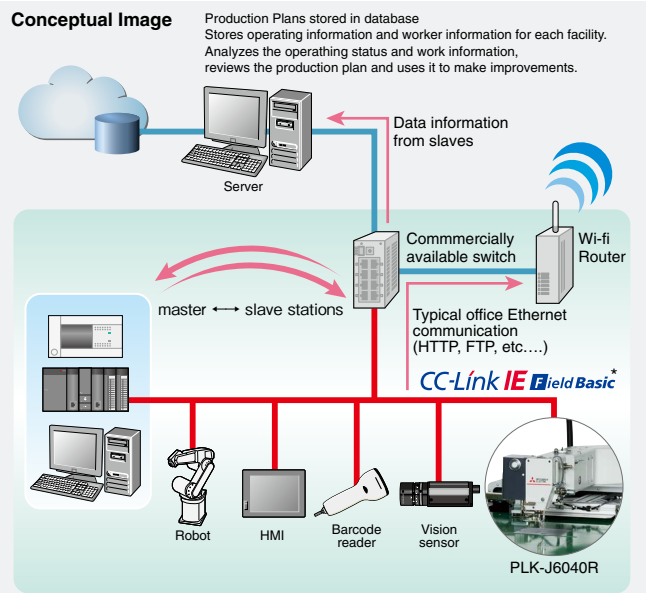 Conceptual Image
Production Plans stored in database
Stores operating information and worker information for each facility.
Analyzes the operathing status and work information,
reviews the production plan and uses it to make improvements.
Data information
from slaves
Server
Commmercially
available switch
Wi-fi
Router
master ⟷ slave stations
Typical office Ethernet
communication
(HTTP, FTP, etc....)
CC-Link IE Field Basic*
Robot
HMI
Barcode
reader
Vision
sensor
PLK-J6040R